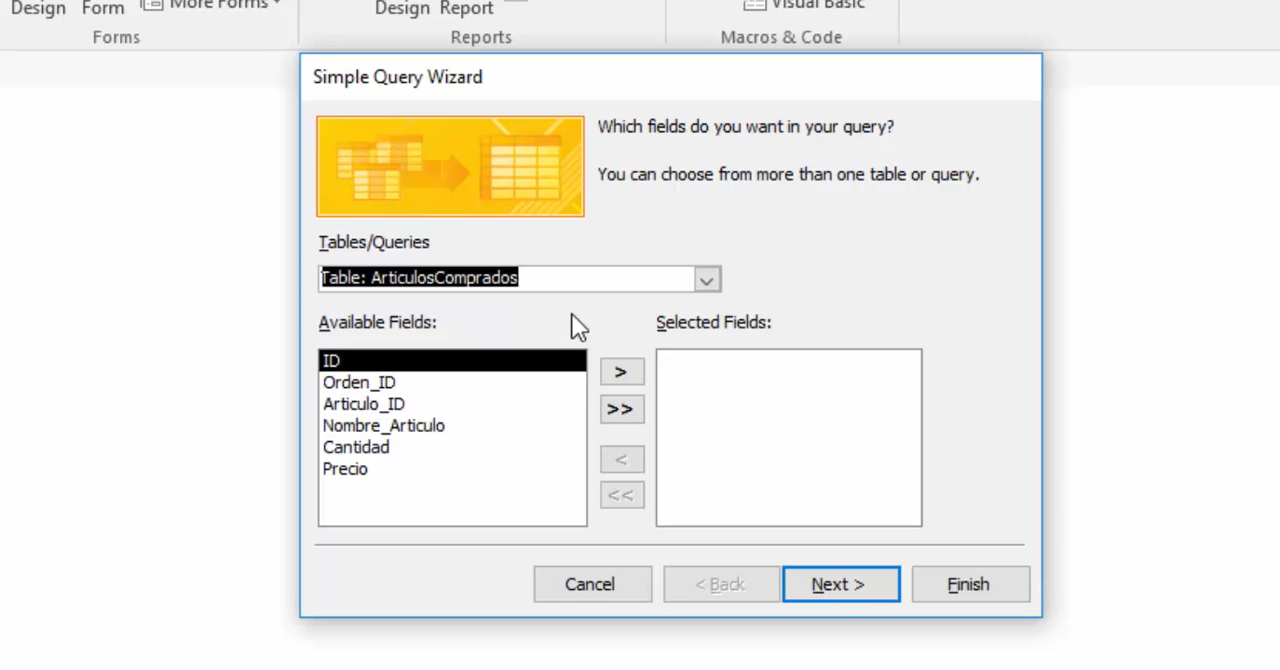 Design Form More Forms Design Report Visual Basic
Forms Reports Macros & Code
Simple Query Wizard
Which fields do you want in your query?
You can choose from more than one table or query.
Tables/Queries
Table: ArticulosComprados
Available Fields:
Selected Fields:
ID
Orden_ID
Articulo_ID
Nombre_Articulo
Cantidad
Precio
>
>>
<
<<
Cancel < Back Next > Finish